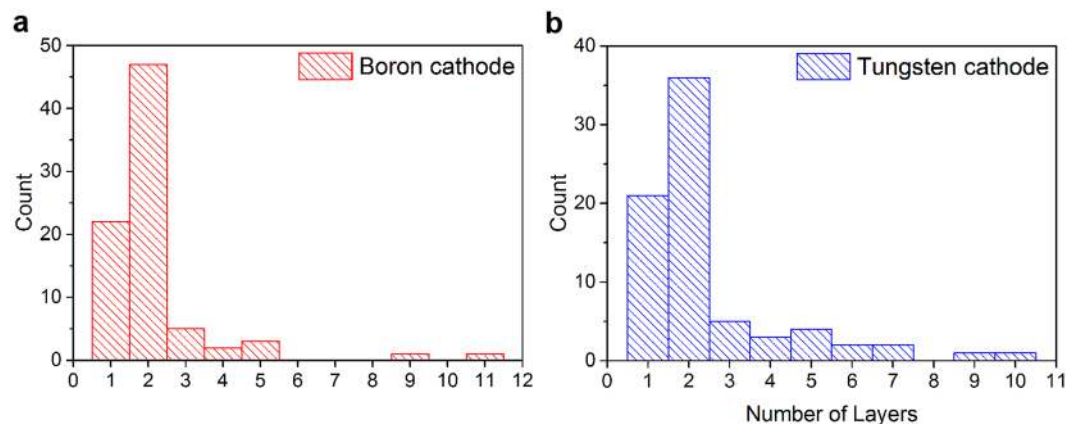 a
Boron cathode
Count
50
40
30
20
10
0
0 1 2 3 4 5 6 7 8 9 10 11 12
b
Tungsten cathode
Count
40
30
20
10
0
0 1 2 3 4 5 6 7 8 9 10 11
Number of Layers